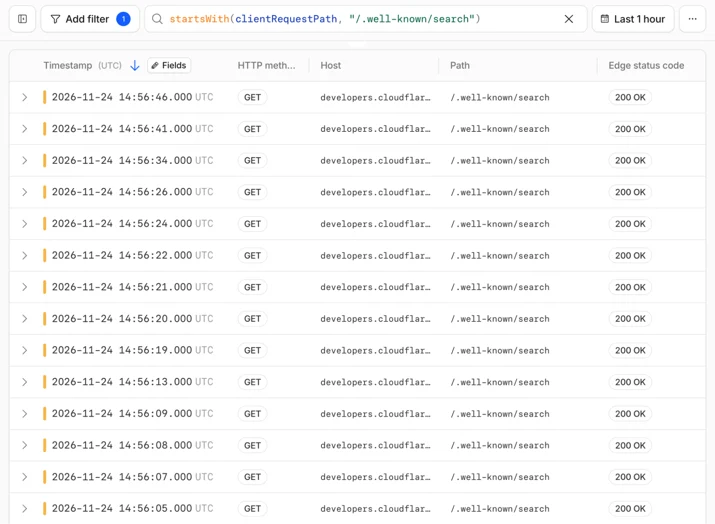 Add filter 1 startsWith(clientRequestPath, "/.well-known/search") Last 1 hour
Timestamp (UTC) Fields HTTP meth... Host Path Edge status code
2026-11-24 14:56:46.000 UTC GET developers.cloudflar... /.well-known/search 200 OK
2026-11-24 14:56:41.000 UTC GET developers.cloudflar... /.well-known/search 200 OK
2026-11-24 14:56:34.000 UTC GET developers.cloudflar... /.well-known/search 200 OK
2026-11-24 14:56:26.000 UTC GET developers.cloudflar... /.well-known/search 200 OK
2026-11-24 14:56:24.000 UTC GET developers.cloudflar... /.well-known/search 200 OK
2026-11-24 14:56:22.000 UTC GET developers.cloudflar... /.well-known/search 200 OK
2026-11-24 14:56:21.000 UTC GET developers.cloudflar... /.well-known/search 200 OK
2026-11-24 14:56:20.000 UTC GET developers.cloudflar... /.well-known/search 200 OK
2026-11-24 14:56:19.000 UTC GET developers.cloudflar... /.well-known/search 200 OK
2026-11-24 14:56:13.000 UTC GET developers.cloudflar... /.well-known/search 200 OK
2026-11-24 14:56:09.000 UTC GET developers.cloudflar... /.well-known/search 200 OK
2026-11-24 14:56:08.000 UTC GET developers.cloudflar... /.well-known/search 200 OK
2026-11-24 14:56:07.000 UTC GET developers.cloudflar... /.well-known/search 200 OK
2026-11-24 14:56:05.000 UTC GET developers.cloudflar... /.well-known/search 200 OK